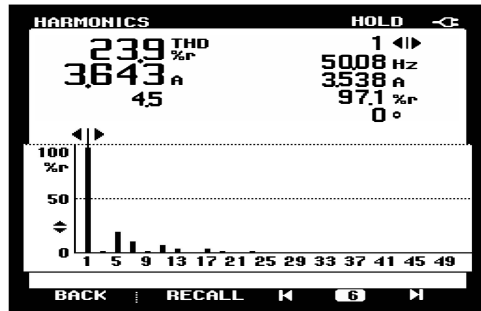 HARMONICS HOLD
23.9 THD %r
3.643 A
4.5
1
50.08 Hz
3.538 A
97.1 %r
0 °
100
%r
50
0
1 5 9 13 17 21 25 29 33 37 41 45 49
BACK RECALL 6